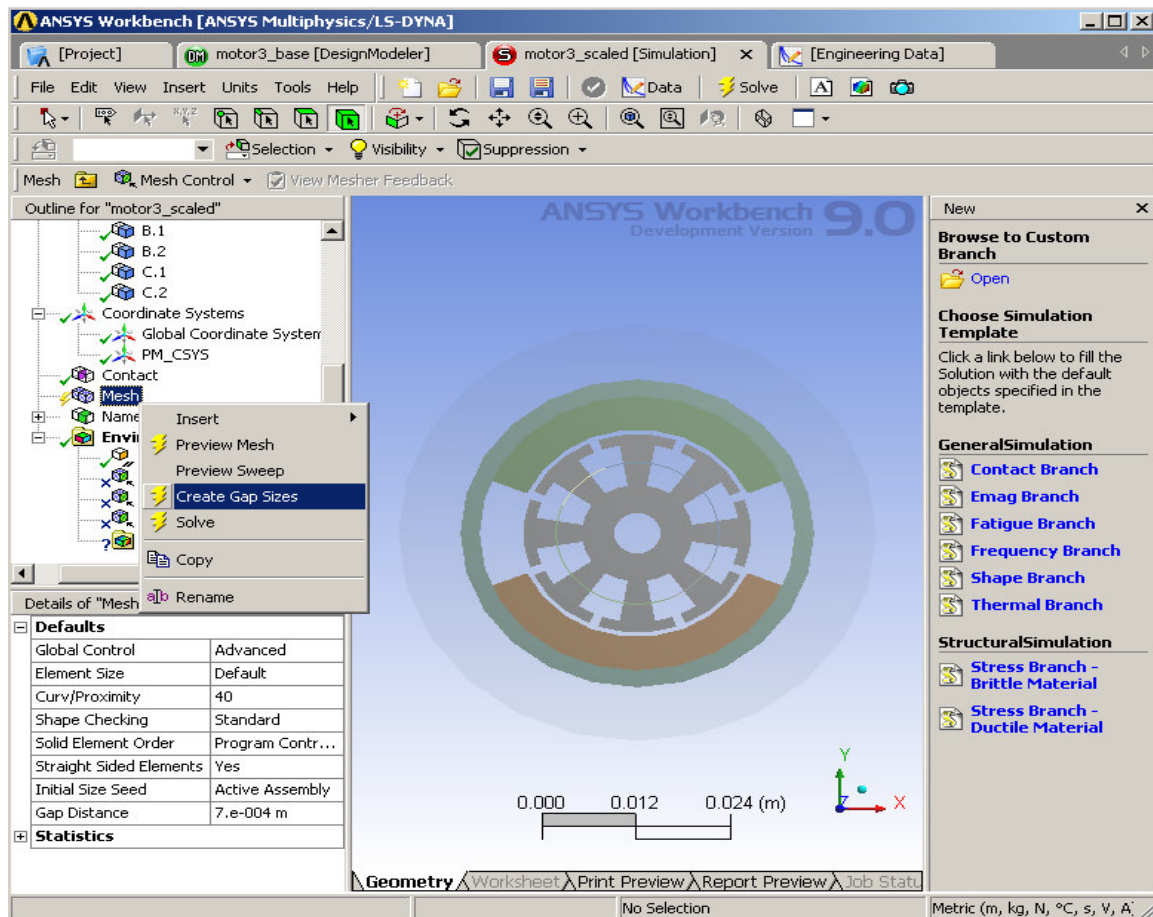 ANSYS Workbench [ANSYS Multiphysics/LS-DYNA]
[Project] motor3_base [DesignModeler] motor3_scaled [Simulation] [Engineering Data]
File Edit View Insert Units Tools Help Data Solve A
Selection Visibility Suppression
Mesh Mesh Control View Mesher Feedback
Outline for "motor3_scaled"
B.1
B.2
C.1
C.2
Coordinate Systems
Global Coordinate System
PM_CSYS
Contact
Mesh
Name
Envi
Insert
Preview Mesh
Preview Sweep
Create Gap Sizes
Solve
Copy
Rename
Details of "Mesh
Defaults
Global Control Advanced
Element Size Default
Curv/Proximity 40
Shape Checking Standard
Solid Element Order Program Contr...
Straight Sided Elements Yes
Initial Size Seed Active Assembly
Gap Distance 7.e-004 m
Statistics
ANSYS Workbench 9.0
Development Version
0.000 0.012 0.024 (m)
Y
Z
X
Geometry Worksheet Print Preview Report Preview Job Statu
New
Browse to Custom
Branch
Open
Choose Simulation
Template
Click a link below to fill the
Solution with the default
objects specified in the
template.
GeneralSimulation
Contact Branch
Emag Branch
Fatigue Branch
Frequency Branch
Shape Branch
Thermal Branch
StructuralSimulation
Stress Branch -
Brittle Material
Stress Branch -
Ductile Material
No Selection Metric (m, kg, N, °C, s, V, A)